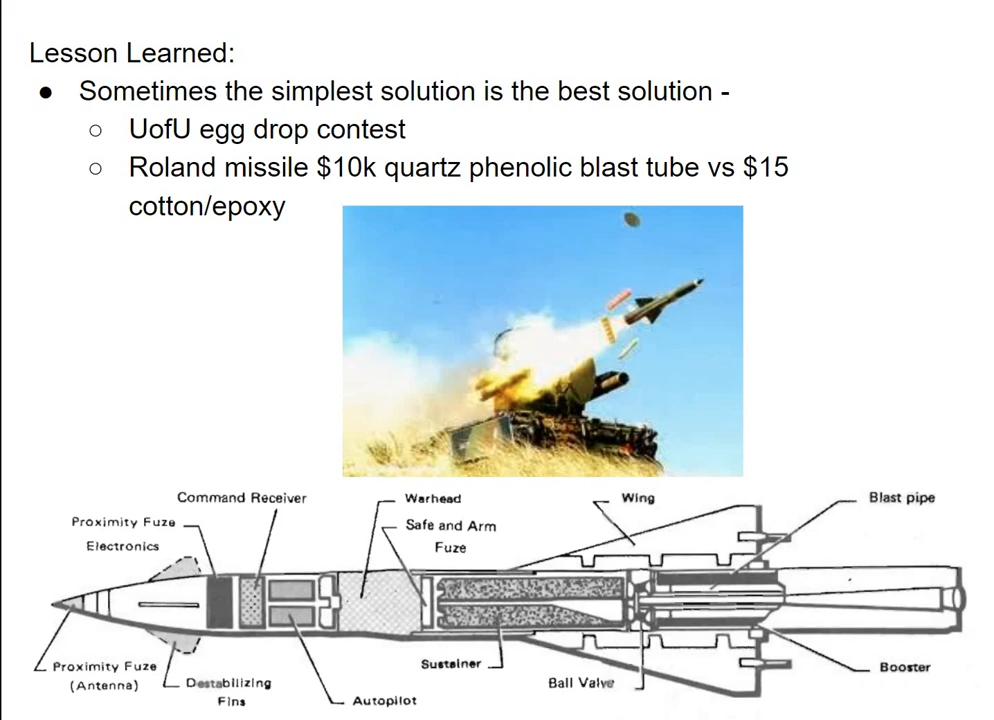 Lesson Learned:
● Sometimes the simplest solution is the best solution -
○ UofU egg drop contest
○ Roland missile $10k quartz phenolic blast tube vs $15
cotton/epoxy
Command Receiver
Warhead
Wing
Blast pipe
Proximity Fuze
Electronics
Safe and Arm
Fuze
Proximity Fuze
(Antenna)
Destabilizing
Fins
Autopilot
Sustainer
Ball Valve
Booster